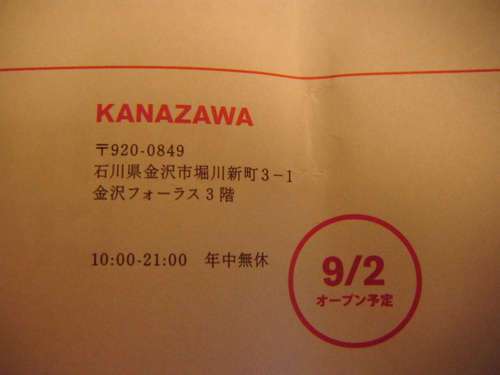 KANAZAWA
〒920-0849
石川県金沢市堀川新町3-1
金沢フォーラス3階
10:00-21:00 年中無休
9/2
オープン予定